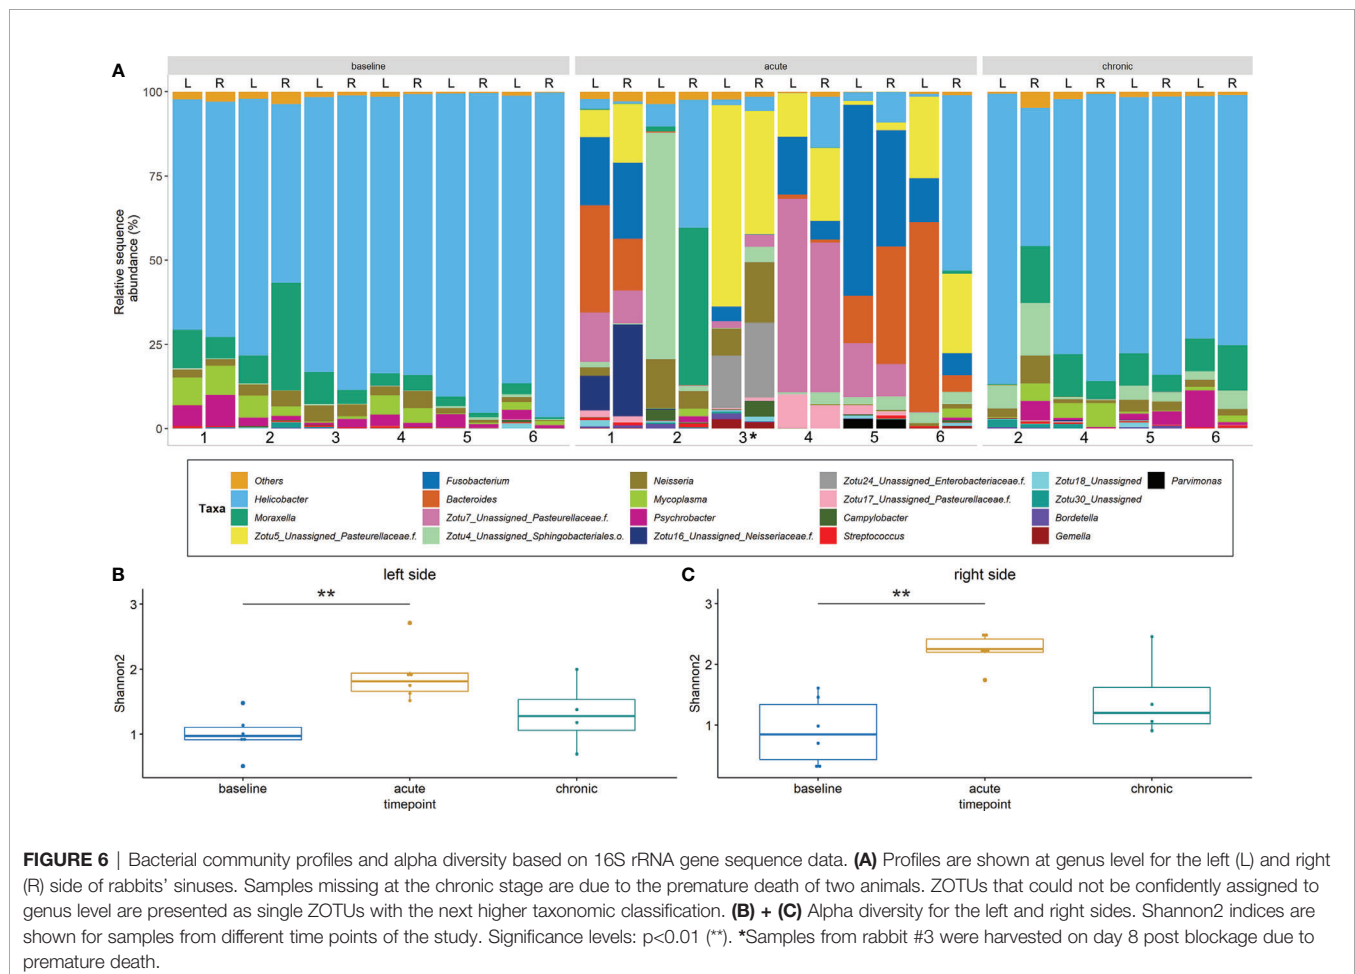 A
baseline acute chronic
L R L R L R L R L R L R L R L R L R L R L R L R L R L R L R L R
Relative sequence
abundance (%)
100
75
50
25
0
1 2 3 4 5 6 1 2 3* 4 5 6 2 4 5 6
Taxa
Others Fusobacterium Neisseria Zotu24_Unassigned_Enterobacteriaceae.f. Zotu18_Unassigned Parvimonas
Helicobacter Bacteroides Mycoplasma Zotu17_Unassigned_Pasteurellaceae.f. Zotu30_Unassigned
Moraxella Zotu7_Unassigned_Pasteurellaceae.f. Psychrobacter Campylobacter Bordetella
Zotu5_Unassigned_Pasteurellaceae.f. Zotu4_Unassigned_Sphingobacteriales.o. Zotu16_Unassigned_Neisseriaceae.f. Streptococcus Gemella
B
left side
**
Shannon2
3
2
1
baseline acute chronic
timepoint
C
right side
**
Shannon2
3
2
1
baseline acute chronic
timepoint
FIGURE 6 | Bacterial community profiles and alpha diversity based on 16S rRNA gene sequence data. (A) Profiles are shown at genus level for the left (L) and right
(R) side of rabbits’ sinuses. Samples missing at the chronic stage are due to the premature death of two animals. ZOTUs that could not be confidently assigned to
genus level are presented as single ZOTUs with the next higher taxonomic classification. (B) + (C) Alpha diversity for the left and right sides. Shannon2 indices are
shown for samples from different time points of the study. Significance levels: p<0.01 (**). *Samples from rabbit #3 were harvested on day 8 post blockage due to
premature death.